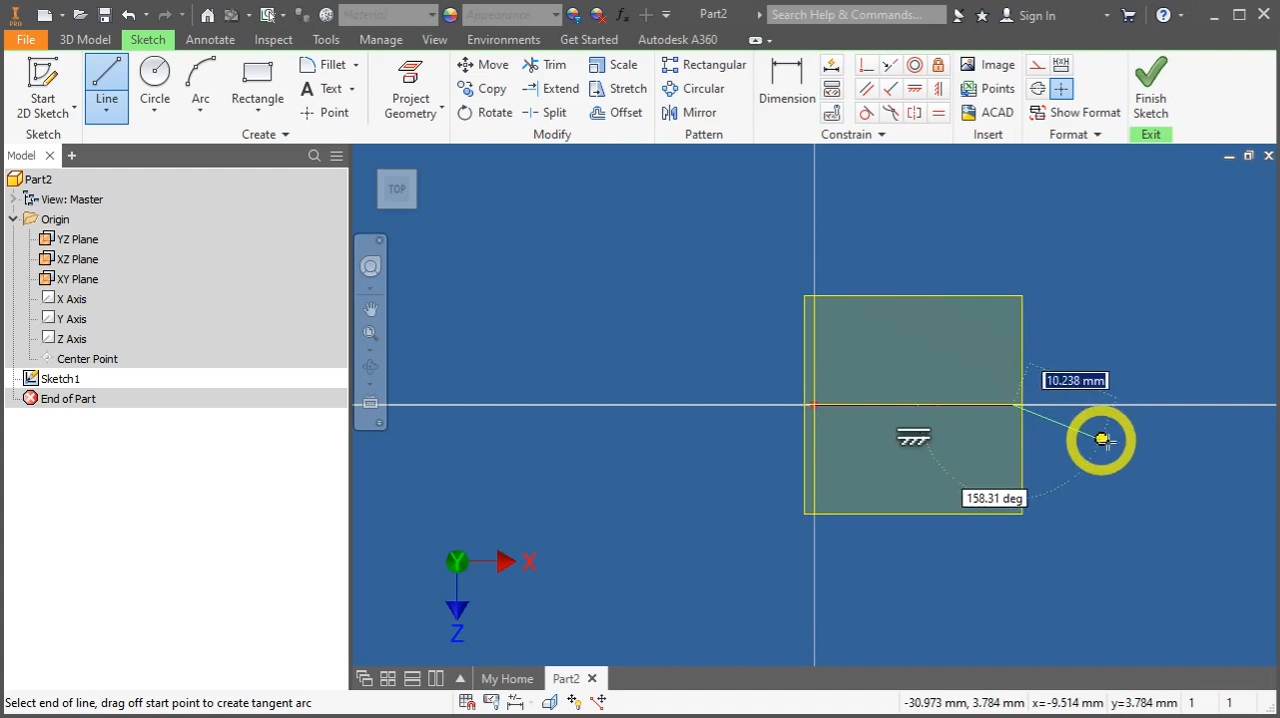 PRO
Material
Appearance
Part2
Search Help & Commands...
Sign In
File
3D Model
Sketch
Annotate
Inspect
Tools
Manage
View
Environments
Get Started
Autodesk A360
Start
2D Sketch
Line
Circle
Arc
Rectangle
Fillet
Text
Point
Project
Geometry
Move
Copy
Rotate
Trim
Extend
Split
Scale
Stretch
Offset
Rectangular
Circular
Mirror
Dimension
Image
Points
ACAD
Show Format
Finish
Sketch
Sketch
Create
Modify
Pattern
Constrain
Insert
Format
Exit
Model
Part2
View: Master
Origin
YZ Plane
XZ Plane
XY Plane
X Axis
Y Axis
Z Axis
Center Point
Sketch1
End of Part
TOP
10.238 mm
158.31 deg
Y
X
Z
My Home
Part2
Select end of line, drag off start point to create tangent arc
-30.973 mm, 3.784 mm
x=-9.514 mm
y=3.784 mm
1
1